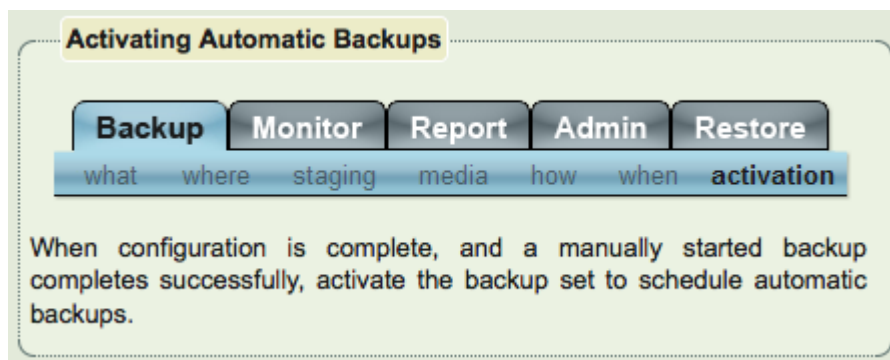 Activating Automatic Backups
Backup Monitor Report Admin Restore
what where staging media how when activation
When configuration is complete, and a manually started backup
completes successfully, activate the backup set to schedule automatic
backups.